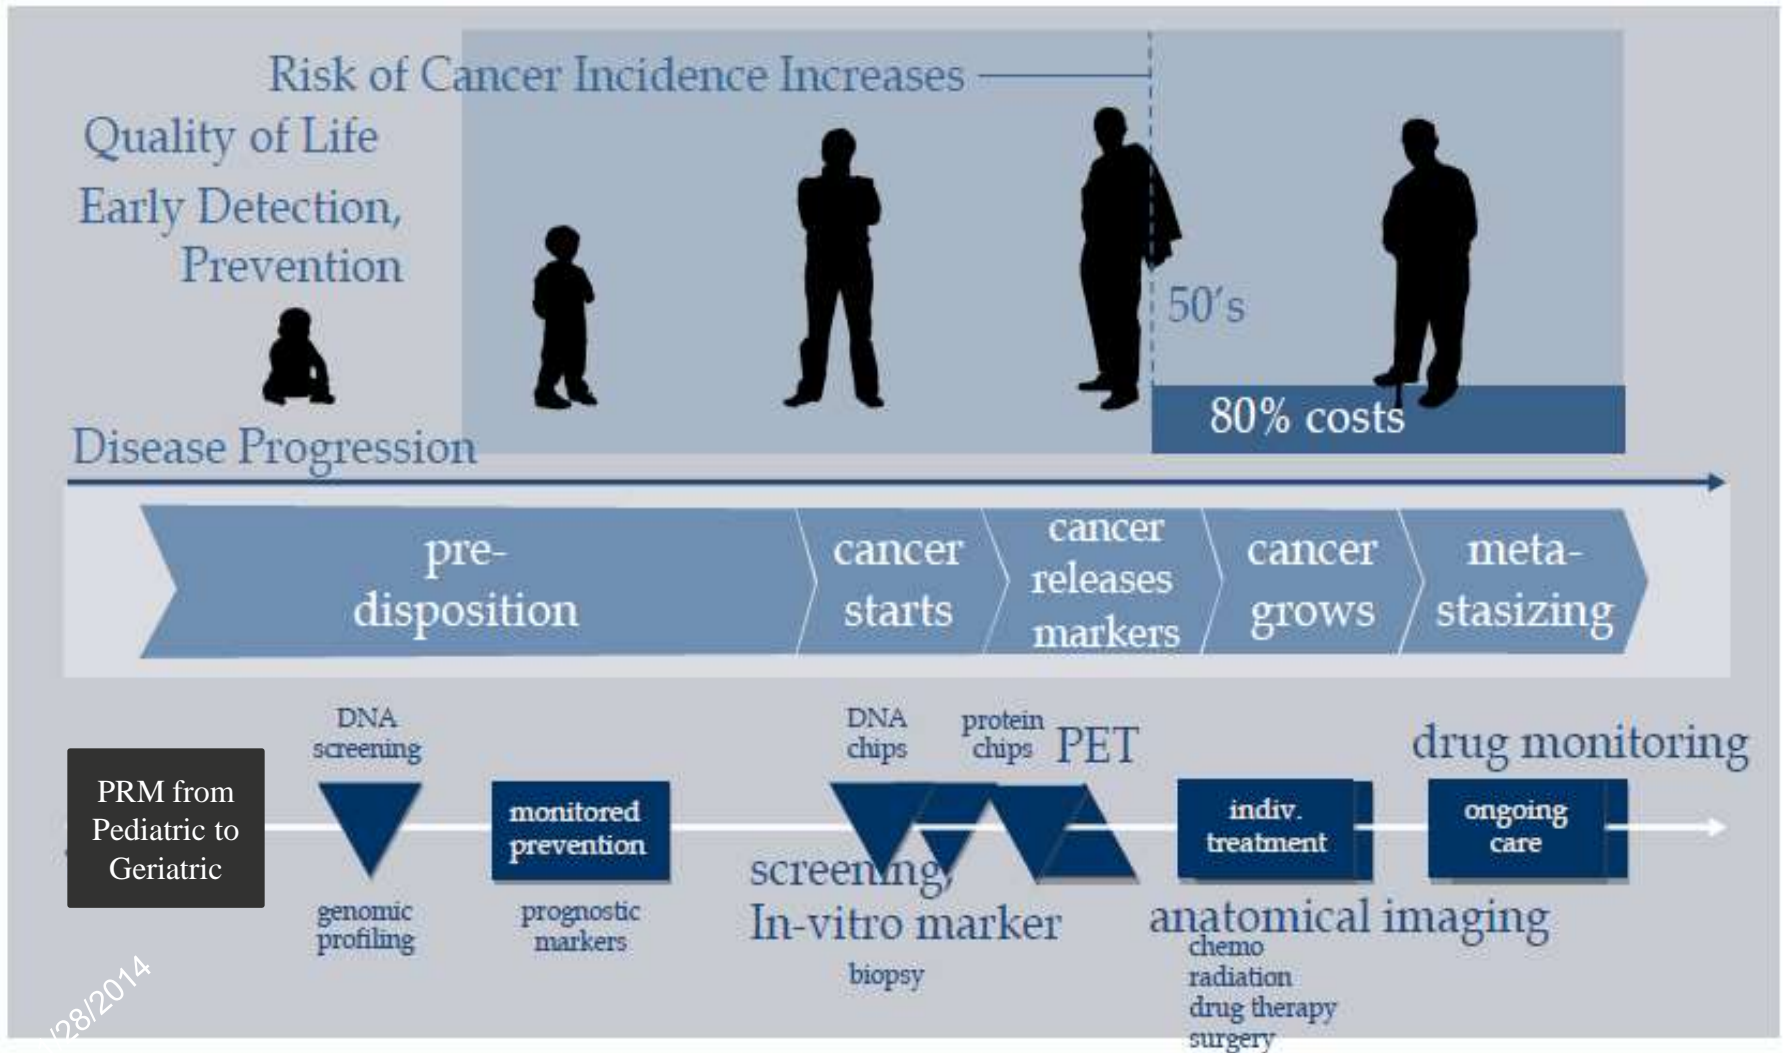 Risk of Cancer Incidence Increases
Quality of Life
Early Detection,
Prevention
50's
80% costs
Disease Progression
pre-
disposition
cancer
starts
cancer
releases
markers
cancer
grows
meta-
stasizing
DNA
screening
DNA
chips
protein
chips
PET
drug monitoring
PRM from
Pediatric to
Geriatric
monitored
prevention
indiv.
treatment
ongoing
care
screening,
In-vitro marker
biopsy
genomic
profiling
prognostic
markers
anatomical imaging
chemo
radiation
drug therapy
surgery
/28/2014